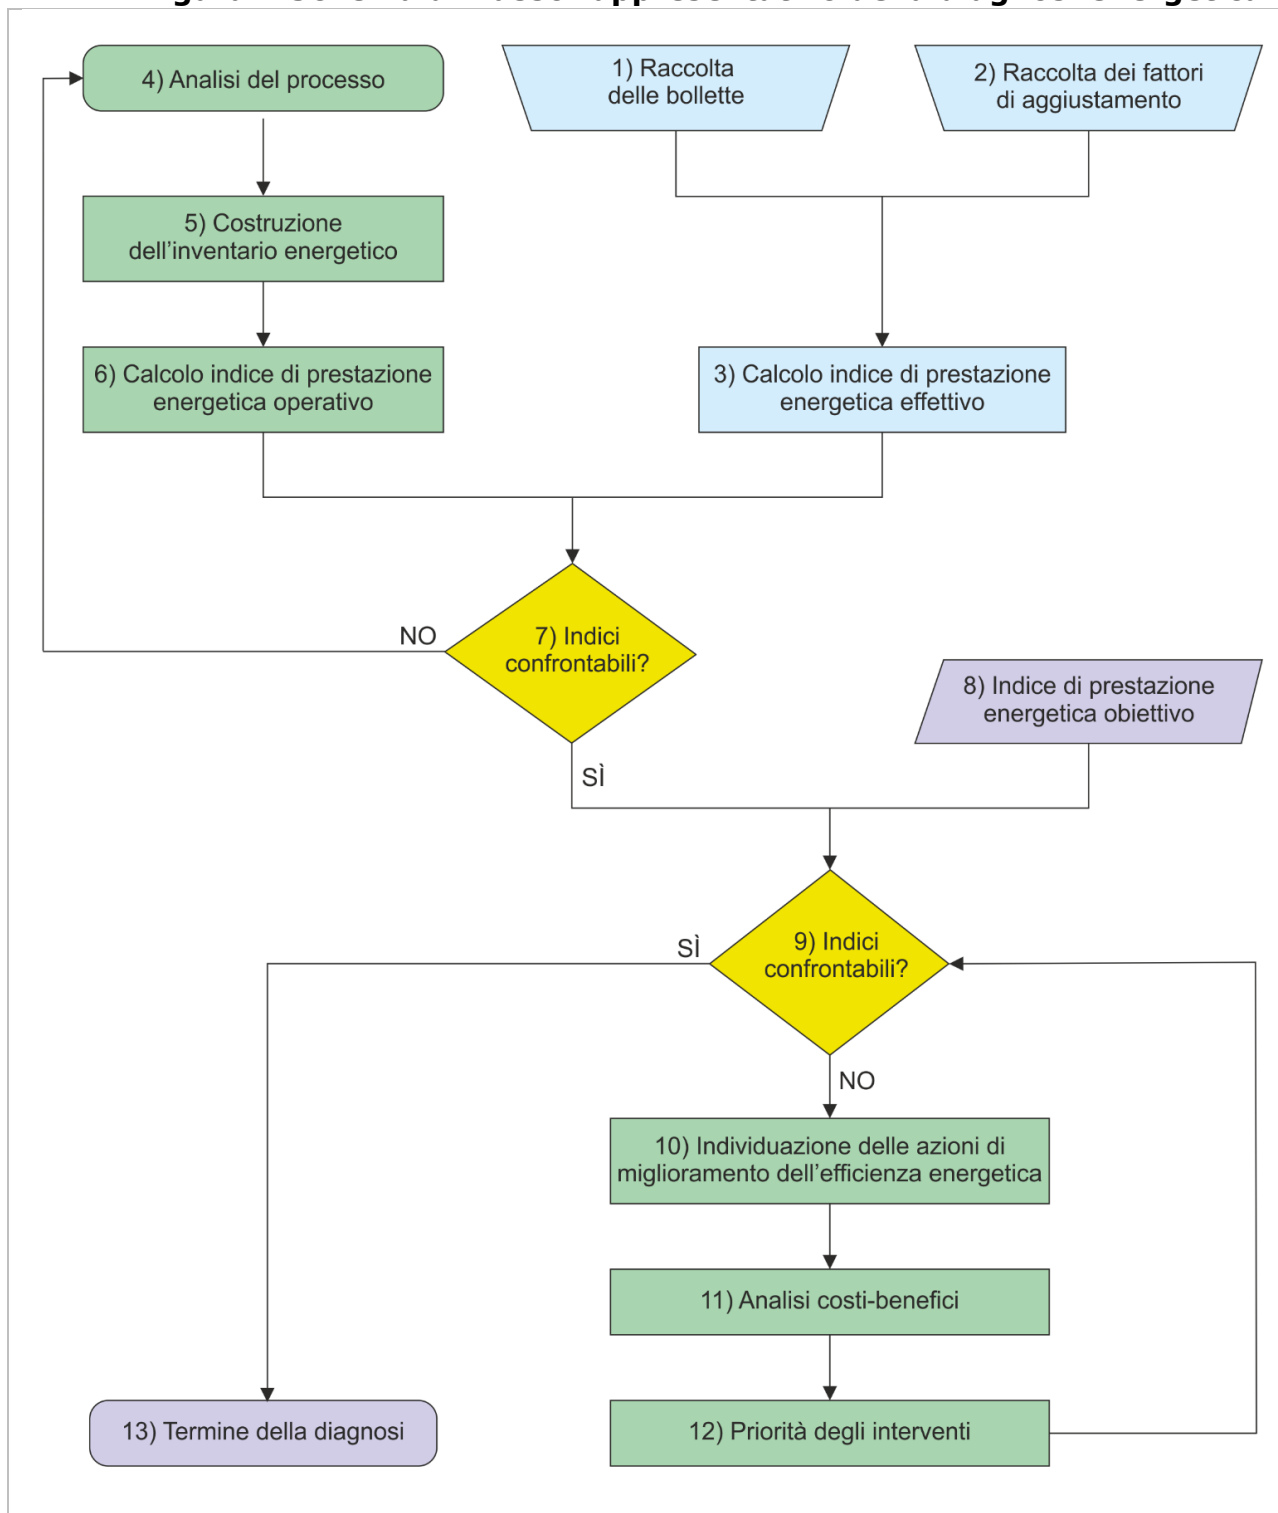 4) Analisi del processo
1) Raccolta
delle bollette
2) Raccolta dei fattori
di aggiustamento
5) Costruzione
dell’inventario energetico
6) Calcolo indice di prestazione
energetica operativo
3) Calcolo indice di prestazione
energetica effettivo
NO
7) Indici
confrontabili?
8) Indice di prestazione
energetica obiettivo
SÌ
SÌ
9) Indici
confrontabili?
NO
10) Individuazione delle azioni di
miglioramento dell’efficienza energetica
11) Analisi costi-benefici
13) Termine della diagnosi
12) Priorità degli interventi